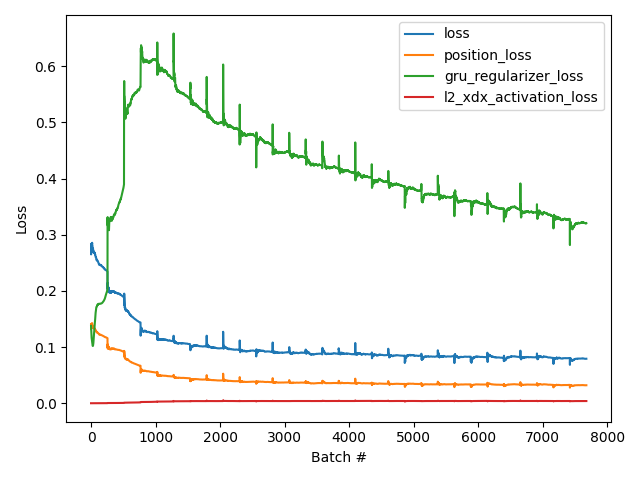 loss
position_loss
gru_regularizer_loss
l2_xdx_activation_loss
Loss
0.6
0.5
0.4
0.3
0.2
0.1
0.0
0 1000 2000 3000 4000 5000 6000 7000 8000
Batch #